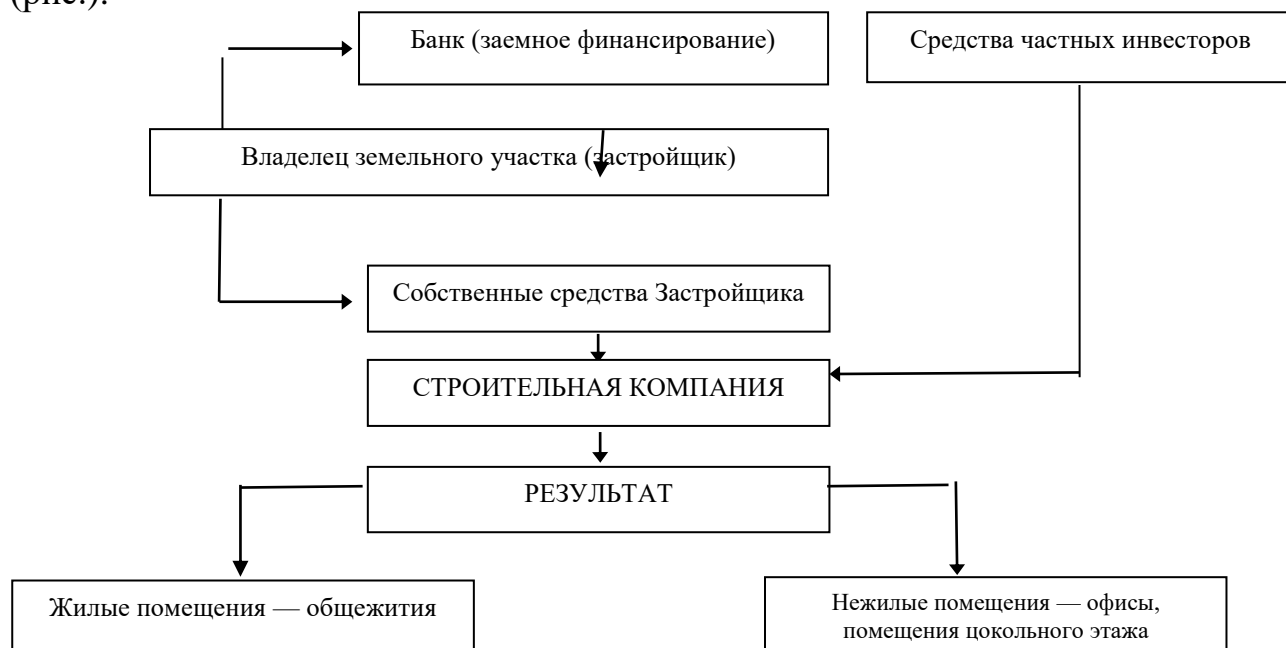 (рис.).
Банк (заемное финансирование)
Средства частных инвесторов
Владелец земельного участка (застройщик)
Собственные средства Застройщика
СТРОИТЕЛЬНАЯ КОМПАНИЯ
РЕЗУЛЬТАТ
Жилые помещения — общежития
Нежилые помещения — офисы,
помещения цокольного этажа